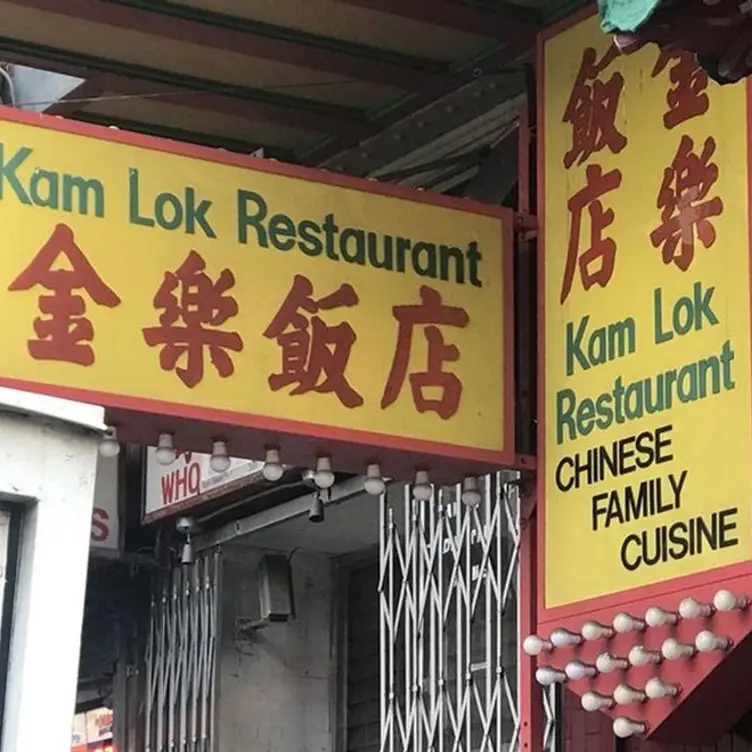 Kam Lok Restaurant
金樂飯店
金樂
飯店
Kam Lok
Restaurant
CHINESE
FAMILY
CUISINE
WHO
S